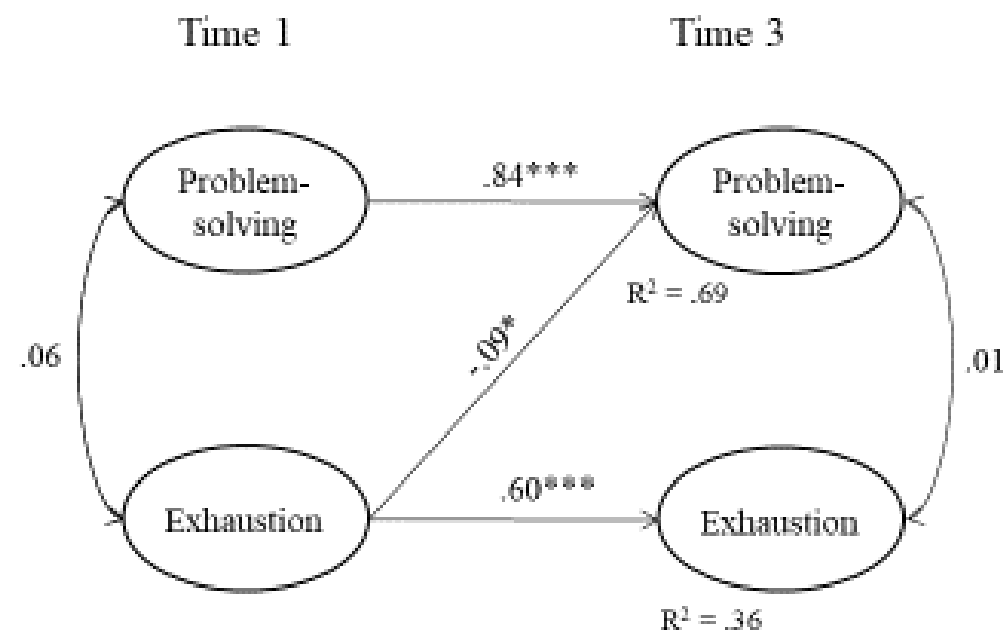 Time 1
Time 3
Problem-
solving
.84***
Problem-
solving
R² = .69
-.09*
.06
.01
Exhaustion
.60***
Exhaustion
R² = .36